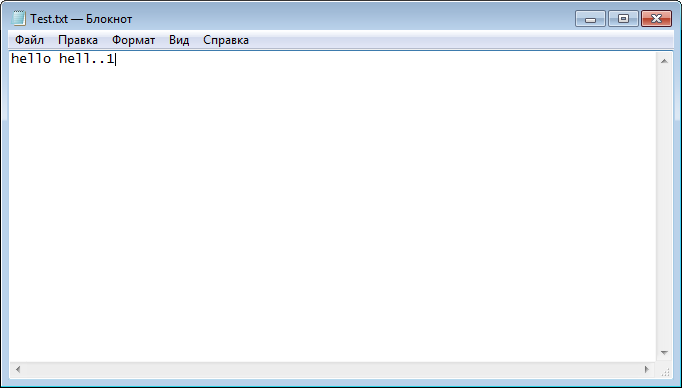 Test.txt — Блокнот
Файл Правка Формат Вид Справка
hello hell..1